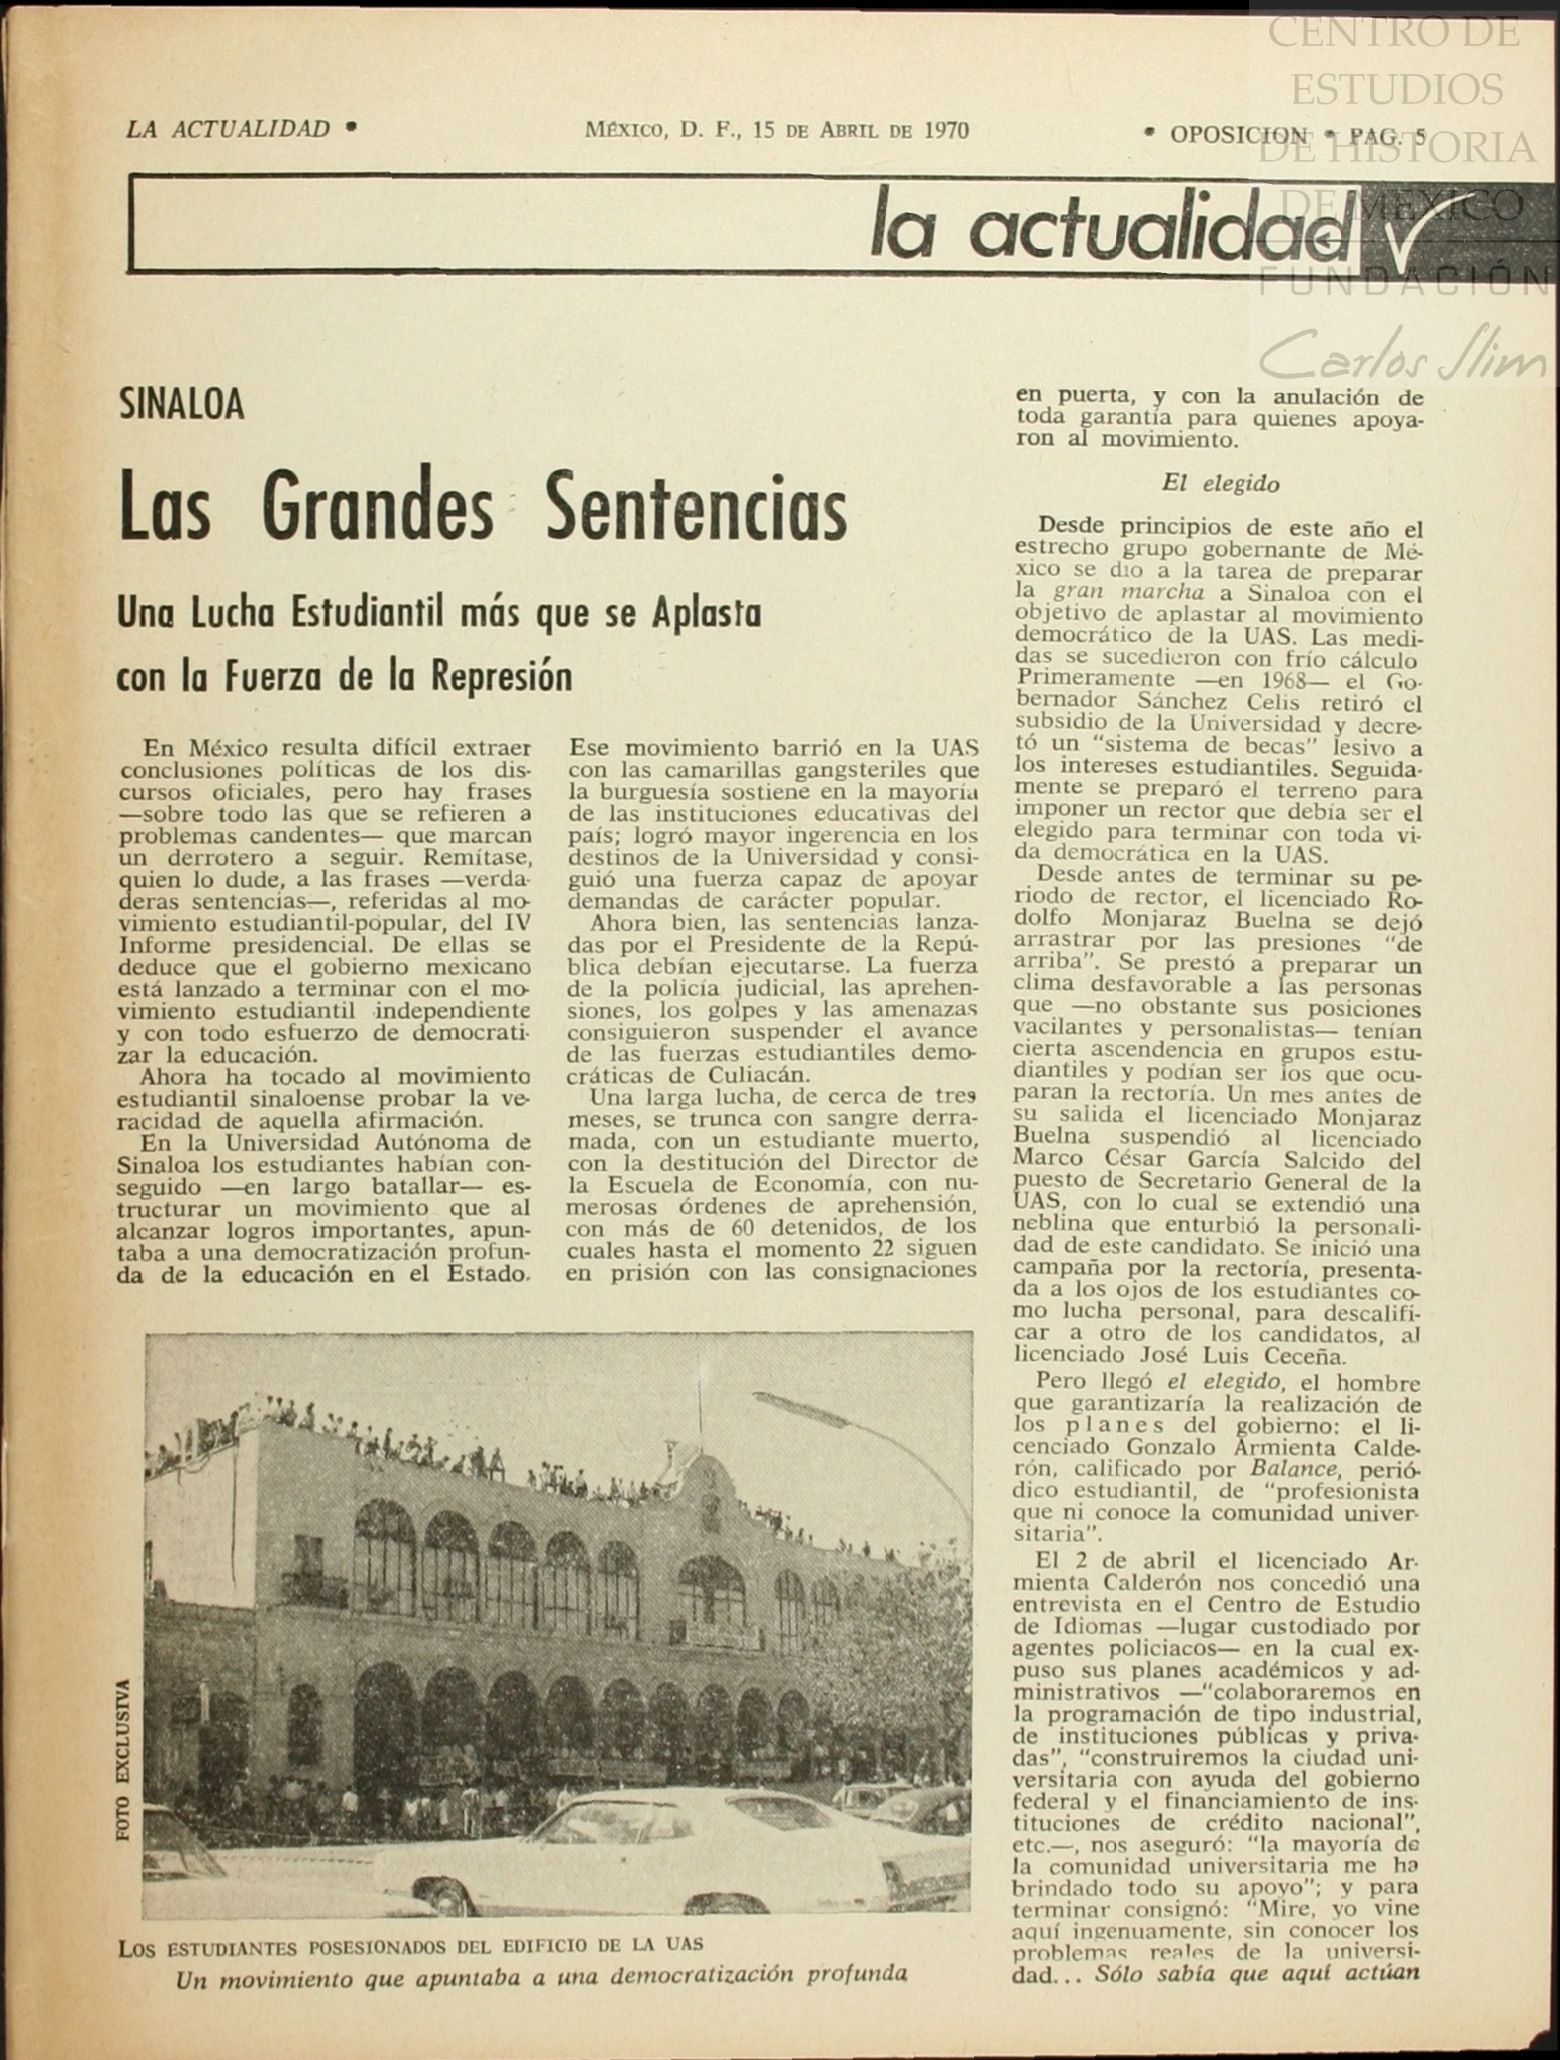 CENTRO DE
ESTUDIOS
DE HISTORIA
DE MÉXICO
FUNDACIÓN
Carlos Slim
LA ACTUALIDAD •
MÉXICO, D. F., 15 DE ABRIL DE 1970
• OPOSICION • PAG. 5
la actualidad
SINALOA
Las Grandes Sentencias
Una Lucha Estudiantil más que se Aplasta
con la Fuerza de la Represión
En México resulta difícil extraer
conclusiones políticas de los dis-
cursos oficiales, pero hay frases
—sobre todo las que se refieren a
problemas candentes— que marcan
un derrotero a seguir. Remítase,
quien lo dude, a las frases —verda-
deras sentencias—, referidas al mo-
vimiento estudiantil-popular, del IV
Informe presidencial. De ellas se
deduce que el gobierno mexicano
está lanzado a terminar con el mo-
vimiento estudiantil independiente
y con todo esfuerzo de democrati-
zar la educación.
Ahora ha tocado al movimiento
estudiantil sinaloense probar la ve-
racidad de aquella afirmación.
En la Universidad Autónoma de
Sinaloa los estudiantes habían con-
seguido —en largo batallar— es-
tructurar un movimiento que al
alcanzar logros importantes, apun-
taba a una democratización profun-
da de la educación en el Estado.
Ese movimiento barrió en la UAS
con las camarillas gangsteriles que
la burguesía sostiene en la mayoría
de las instituciones educativas del
país; logró mayor ingerencia en los
destinos de la Universidad y consi-
guió una fuerza capaz de apoyar
demandas de carácter popular.
Ahora bien, las sentencias lanza-
das por el Presidente de la Repú-
blica debían ejecutarse. La fuerza
de la policía judicial, las aprehen-
siones, los golpes y las amenazas
consiguieron suspender el avance
de las fuerzas estudiantiles demo-
cráticas de Culiacán.
Una larga lucha, de cerca de tres
meses, se trunca con sangre derra-
mada, con un estudiante muerto,
con la destitución del Director de
la Escuela de Economía, con nu-
merosas órdenes de aprehensión,
con más de 60 detenidos, de los
cuales hasta el momento 22 siguen
en prisión con las consignaciones
en puerta, y con la anulación de
toda garantía para quienes apoya-
ron al movimiento.
El elegido
Desde principios de este año el
estrecho grupo gobernante de Mé-
xico se dio a la tarea de preparar
la gran marcha a Sinaloa con el
objetivo de aplastar al movimiento
democrático de la UAS. Las medi-
das se sucedieron con frío cálculo
Primeramente —en 1968— el Go-
bernador Sánchez Celis retiró el
subsidio de la Universidad y decre-
tó un "sistema de becas" lesivo a
los intereses estudiantiles. Seguida-
mente se preparó el terreno para
imponer un rector que debía ser el
elegido para terminar con toda vi-
da democrática en la UAS.
Desde antes de terminar su pe-
riodo de rector, el licenciado Ro-
dolfo Monjaraz Buelna se dejó
arrastrar por las presiones "de
arriba". Se prestó a preparar un
clima desfavorable a las personas
que —no obstante sus posiciones
vacilantes y personalistas— tenían
cierta ascendencia en grupos estu-
diantiles y podían ser los que ocu-
paran la rectoría. Un mes antes de
su salida el licenciado Monjaraz
Buelna suspendió al licenciado
Marco César García Salcido del
puesto de Secretario General de la
UAS, con lo cual se extendió una
neblina que enturbió la personali-
dad de este candidato. Se inició una
campaña por la rectoría, presenta-
da a los ojos de los estudiantes co-
mo lucha personal, para descalifi-
car a otro de los candidatos, al
licenciado José Luis Ceceña.
Pero llegó el elegido, el hombre
que garantizaría la realización de
los planes del gobierno: el li-
cenciado Gonzalo Armienta Calde-
rón, calificado por Balance, perió-
dico estudiantil, de "profesionista
que ni conoce la comunidad univer-
sitaria".
El 2 de abril el licenciado Ar-
mienta Calderón nos concedió una
entrevista en el Centro de Estudio
de Idiomas —lugar custodiado por
agentes policiacos— en la cual ex-
puso sus planes académicos y ad-
ministrativos —"colaboraremos en
la programación de tipo industrial,
de instituciones públicas y priva-
das", "construiremos la ciudad uni-
versitaria con ayuda del gobierno
federal y el financiamiento de ins-
tituciones de crédito nacional",
etc.—, nos aseguró: "la mayoría de
la comunidad universitaria me ha
brindado todo su apoyo"; y para
terminar consignó: "Mire, yo vine
aquí ingenuamente, sin conocer los
problemas reales de la universi-
dad... Sólo sabía que aquí actúan
FOTO EXCLUSIVA
LOS ESTUDIANTES POSESIONADOS DEL EDIFICIO DE LA UAS
Un movimiento que apuntaba a una democratización profunda